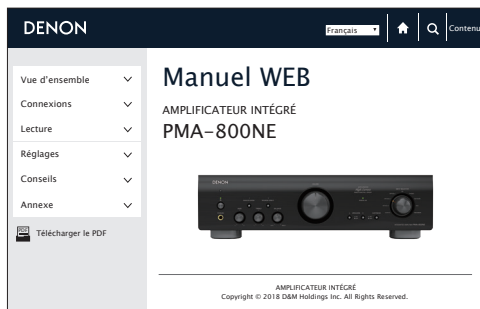 DENON
Français
Contenu
Vue d'ensemble
Connexions
Lecture
Réglages
Conseils
Annexe
Télécharger le PDF
Manuel WEB
AMPLIFICATEUR INTÉGRÉ
PMA-800NE
DENON
AMPLIFICATEUR INTÉGRÉ
Copyright © 2018 D&M Holdings Inc. All Rights Reserved.